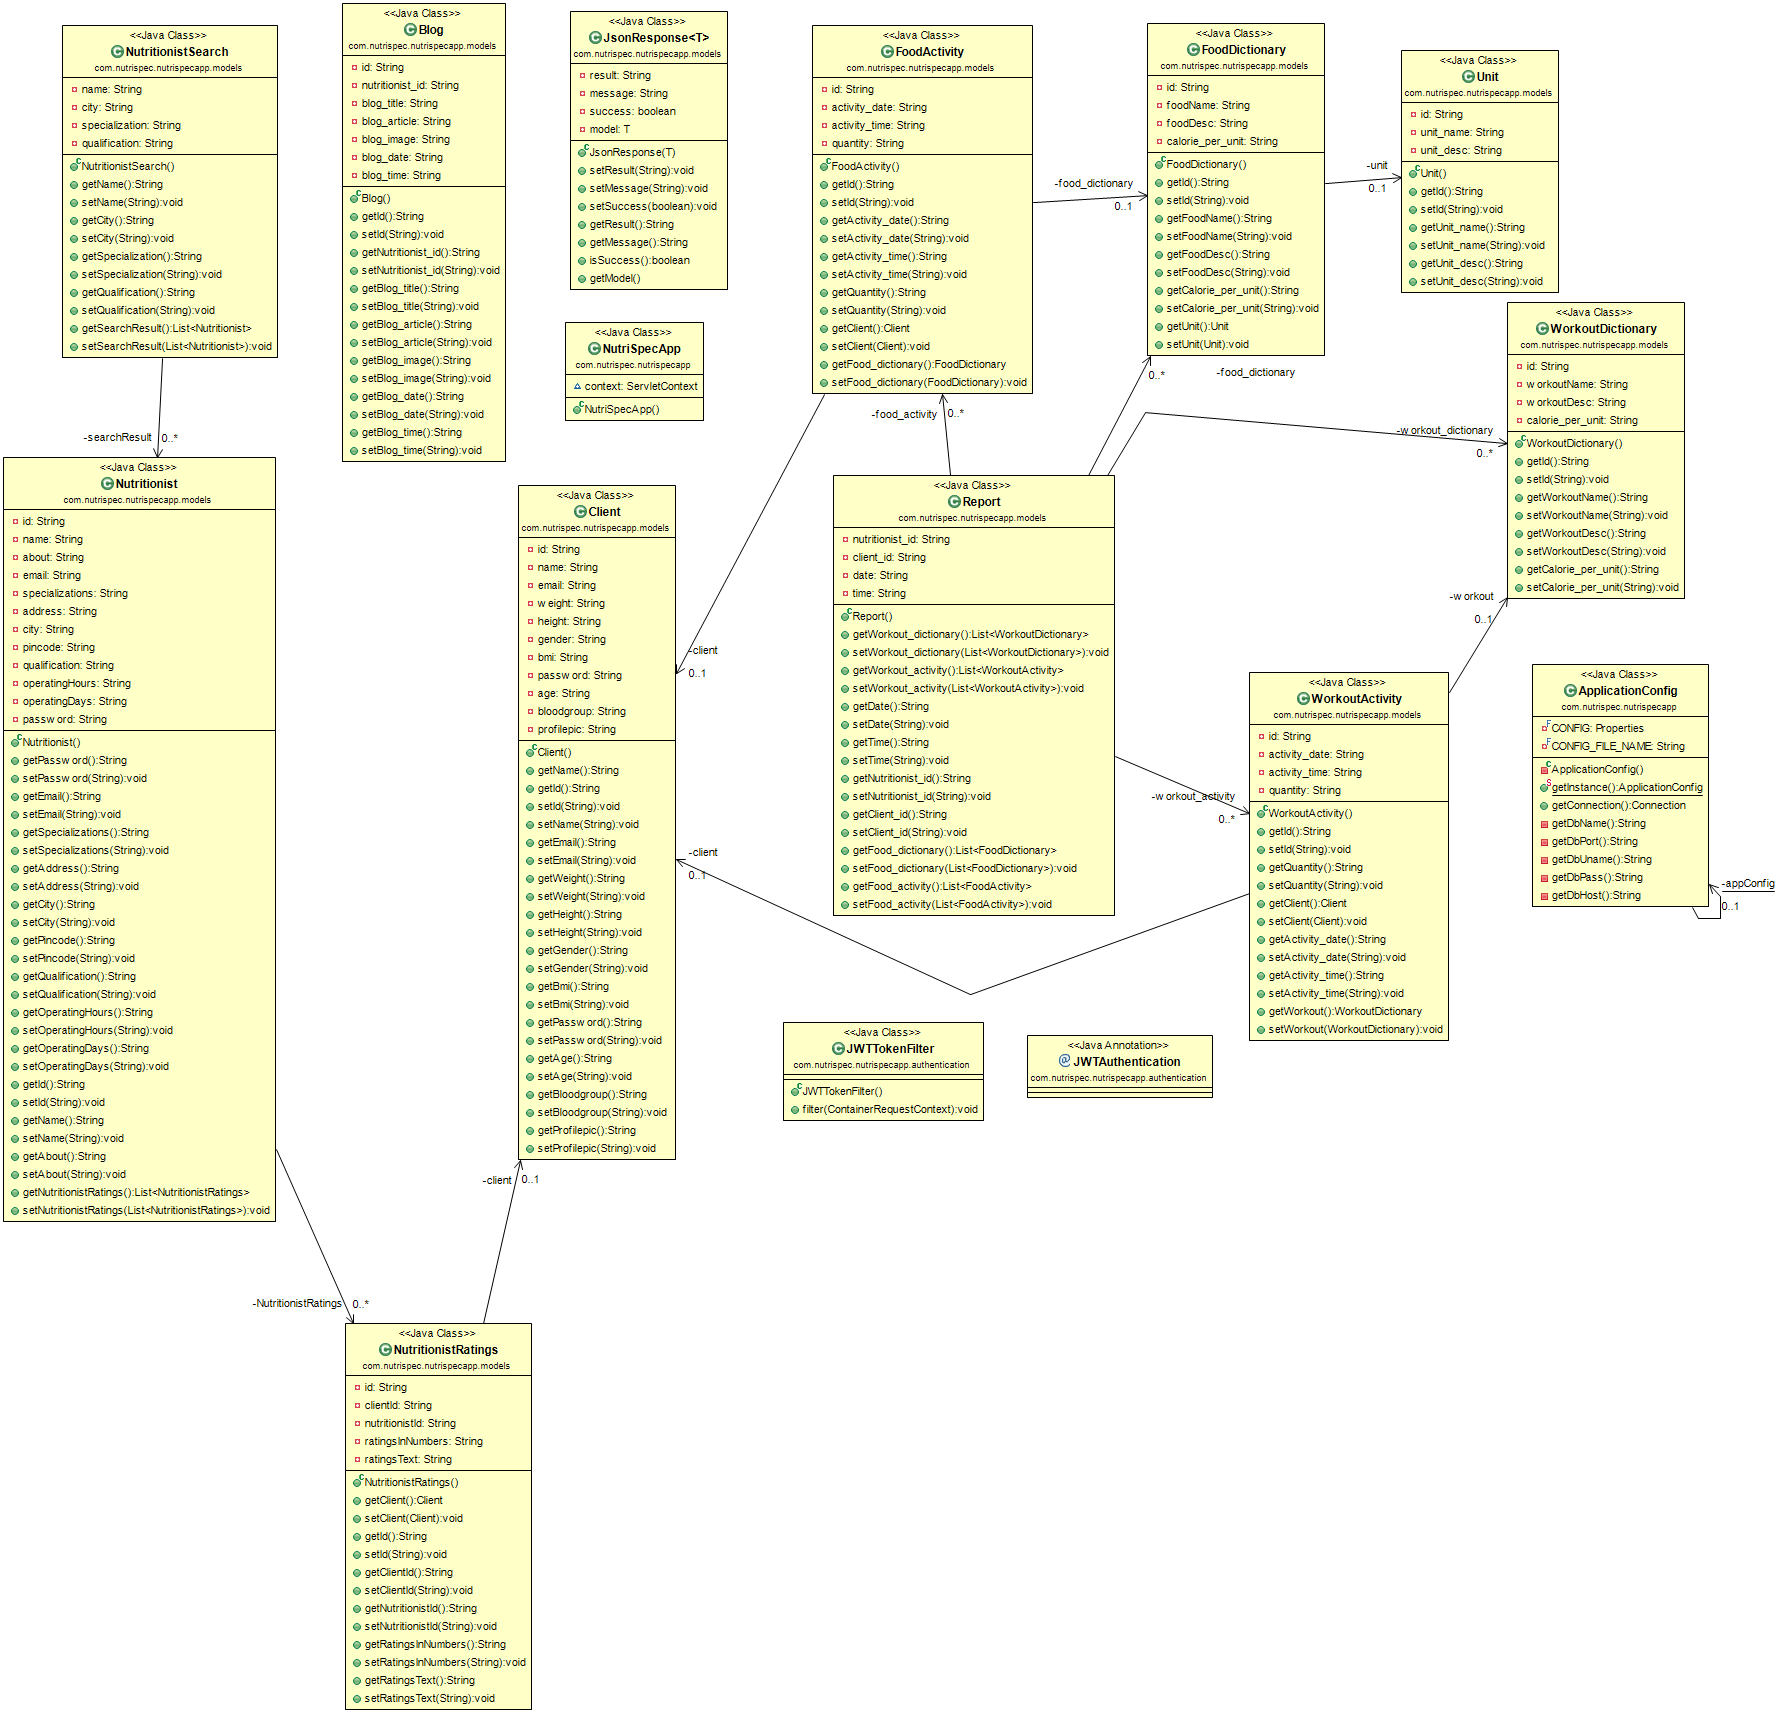 <<Java Class>>
NutritionistSearch
com.nutrispec.nutrispecapp.models
name: String
city: String
specialization: String
qualification: String
NutritionistSearch()
getName():String
setName(String):void
getCity():String
setCity(String):void
getSpecialization():String
setSpecialization(String):void
getQualification():String
setQualification(String):void
getSearchResult():List<Nutritionist>
setSearchResult(List<Nutritionist>):void
-searchResult
0..*
<<Java Class>>
Blog
com.nutrispec.nutrispecapp.models
id: String
nutritionist_id: String
blog_title: String
blog_article: String
blog_image: String
blog_date: String
blog_time: String
Blog()
getId():String
setId(String):void
getNutritionist_id():String
setNutritionist_id(String):void
getBlog_title():String
setBlog_title(String):void
getBlog_article():String
setBlog_article(String):void
getBlog_image():String
setBlog_image(String):void
getBlog_date():String
setBlog_date(String):void
getBlog_time():String
setBlog_time(String):void
<<Java Class>>
JsonResponse<T>
com.nutrispec.nutrispecapp.models
result: String
message: String
success: boolean
model: T
JsonResponse(T)
setResult(String):void
setMessage(String):void
setSuccess(boolean):void
getResult():String
getMessage():String
isSuccess():boolean
getModel()
<<Java Class>>
NutriSpecApp
com.nutrispec.nutrispecapp
context: ServletContext
NutriSpecApp()
<<Java Class>>
FoodActivity
com.nutrispec.nutrispecapp.models
id: String
activity_date: String
activity_time: String
quantity: String
FoodActivity()
getId():String
setId(String):void
getActivity_date():String
setActivity_date(String):void
getActivity_time():String
setActivity_time(String):void
getQuantity():String
setQuantity(String):void
getClient():Client
setClient(Client):void
getFood_dictionary():FoodDictionary
setFood_dictionary(FoodDictionary):void
-food_dictionary
0..1
<<Java Class>>
FoodDictionary
com.nutrispec.nutrispecapp.models
id: String
foodName: String
foodDesc: String
calorie_per_unit: String
FoodDictionary()
getId():String
setId(String):void
getFoodName():String
setFoodName(String):void
getFoodDesc():String
setFoodDesc(String):void
getCalorie_per_unit():String
setCalorie_per_unit(String):void
getUnit():Unit
setUnit(Unit):void
-unit
0..1
<<Java Class>>
Unit
com.nutrispec.nutrispecapp.models
id: String
unit_name: String
unit_desc: String
Unit()
getId():String
setId(String):void
getUnit_name():String
setUnit_name(String):void
getUnit_desc():String
setUnit_desc(String):void
<<Java Class>>
WorkoutDictionary
com.nutrispec.nutrispecapp.models
id: String
workoutName: String
workoutDesc: String
calorie_per_unit: String
WorkoutDictionary()
getId():String
setId(String):void
getWorkoutName():String
setWorkoutName(String):void
getWorkoutDesc():String
setWorkoutDesc(String):void
getCalorie_per_unit():String
setCalorie_per_unit(String):void
0..*
-food_dictionary
-food_activity
0..*
-workout_dictionary
0..*
<<Java Class>>
Nutritionist
com.nutrispec.nutrispecapp.models
id: String
name: String
about: String
email: String
specializations: String
address: String
city: String
pincode: String
qualification: String
operatingHours: String
operatingDays: String
password: String
Nutritionist()
getPassword():String
setPassword(String):void
getEmail():String
setEmail(String):void
getSpecializations():String
setSpecializations(String):void
getAddress():String
setAddress(String):void
getCity():String
setCity(String):void
getPincode():String
setPincode(String):void
getQualification():String
setQualification(String):void
getOperatingHours():String
setOperatingHours(String):void
getOperatingDays():String
setOperatingDays(String):void
getId():String
setId(String):void
getName():String
setName(String):void
getAbout():String
setAbout(String):void
getNutritionistRatings():List<NutritionistRatings>
setNutritionistRatings(List<NutritionistRatings>):void
<<Java Class>>
Client
com.nutrispec.nutrispecapp.models
id: String
name: String
email: String
weight: String
height: String
gender: String
bmi: String
password: String
age: String
bloodgroup: String
profilepic: String
Client()
getName():String
getId():String
setId(String):void
setName(String):void
getEmail():String
setEmail(String):void
getWeight():String
setWeight(String):void
getHeight():String
setHeight(String):void
getGender():String
setGender(String):void
getBmi():String
setBmi(String):void
getPassword():String
setPassword(String):void
getAge():String
setAge(String):void
getBloodgroup():String
setBloodgroup(String):void
getProfilepic():String
setProfilepic(String):void
-client
0..1
-client
0..1
<<Java Class>>
Report
com.nutrispec.nutrispecapp.models
nutritionist_id: String
client_id: String
date: String
time: String
Report()
getWorkout_dictionary():List<WorkoutDictionary>
setWorkout_dictionary(List<WorkoutDictionary>):void
getWorkout_activity():List<WorkoutActivity>
setWorkout_activity(List<WorkoutActivity>):void
getDate():String
setDate(String):void
getTime():String
setTime(String):void
getNutritionist_id():String
setNutritionist_id(String):void
getClient_id():String
setClient_id(String):void
getFood_dictionary():List<FoodDictionary>
setFood_dictionary(List<FoodDictionary>):void
getFood_activity():List<FoodActivity>
setFood_activity(List<FoodActivity>):void
-workout_activity
0..*
-workout
0..1
<<Java Class>>
WorkoutActivity
com.nutrispec.nutrispecapp.models
id: String
activity_date: String
activity_time: String
quantity: String
WorkoutActivity()
getId():String
setId(String):void
getQuantity():String
setQuantity(String):void
getClient():Client
setClient(Client):void
getActivity_date():String
setActivity_date(String):void
getActivity_time():String
setActivity_time(String):void
getWorkout():WorkoutDictionary
setWorkout(WorkoutDictionary):void
<<Java Class>>
ApplicationConfig
com.nutrispec.nutrispecapp
CONFIG: Properties
CONFIG_FILE_NAME: String
ApplicationConfig()
getInstance():ApplicationConfig
getConnection():Connection
getDbName():String
getDbPort():String
getDbUname():String
getDbPass():String
getDbHost():String
-appConfig
0..1
<<Java Class>>
JWTTokenFilter
com.nutrispec.nutrispecapp.authentication
JWTTokenFilter()
filter(ContainerRequestContext):void
<<Java Annotation>>
@ JWTAuthentication
com.nutrispec.nutrispecapp.authentication
-client
0..1
-NutritionistRatings
0..*
<<Java Class>>
NutritionistRatings
com.nutrispec.nutrispecapp.models
id: String
clientId: String
nutritionistId: String
ratingsInNumbers: String
ratingsText: String
NutritionistRatings()
getClient():Client
setClient(Client):void
getId():String
setId(String):void
getClientId():String
setClientId(String):void
getNutritionistId():String
setNutritionistId(String):void
getRatingsInNumbers():String
setRatingsInNumbers(String):void
getRatingsText():String
setRatingsText(String):void